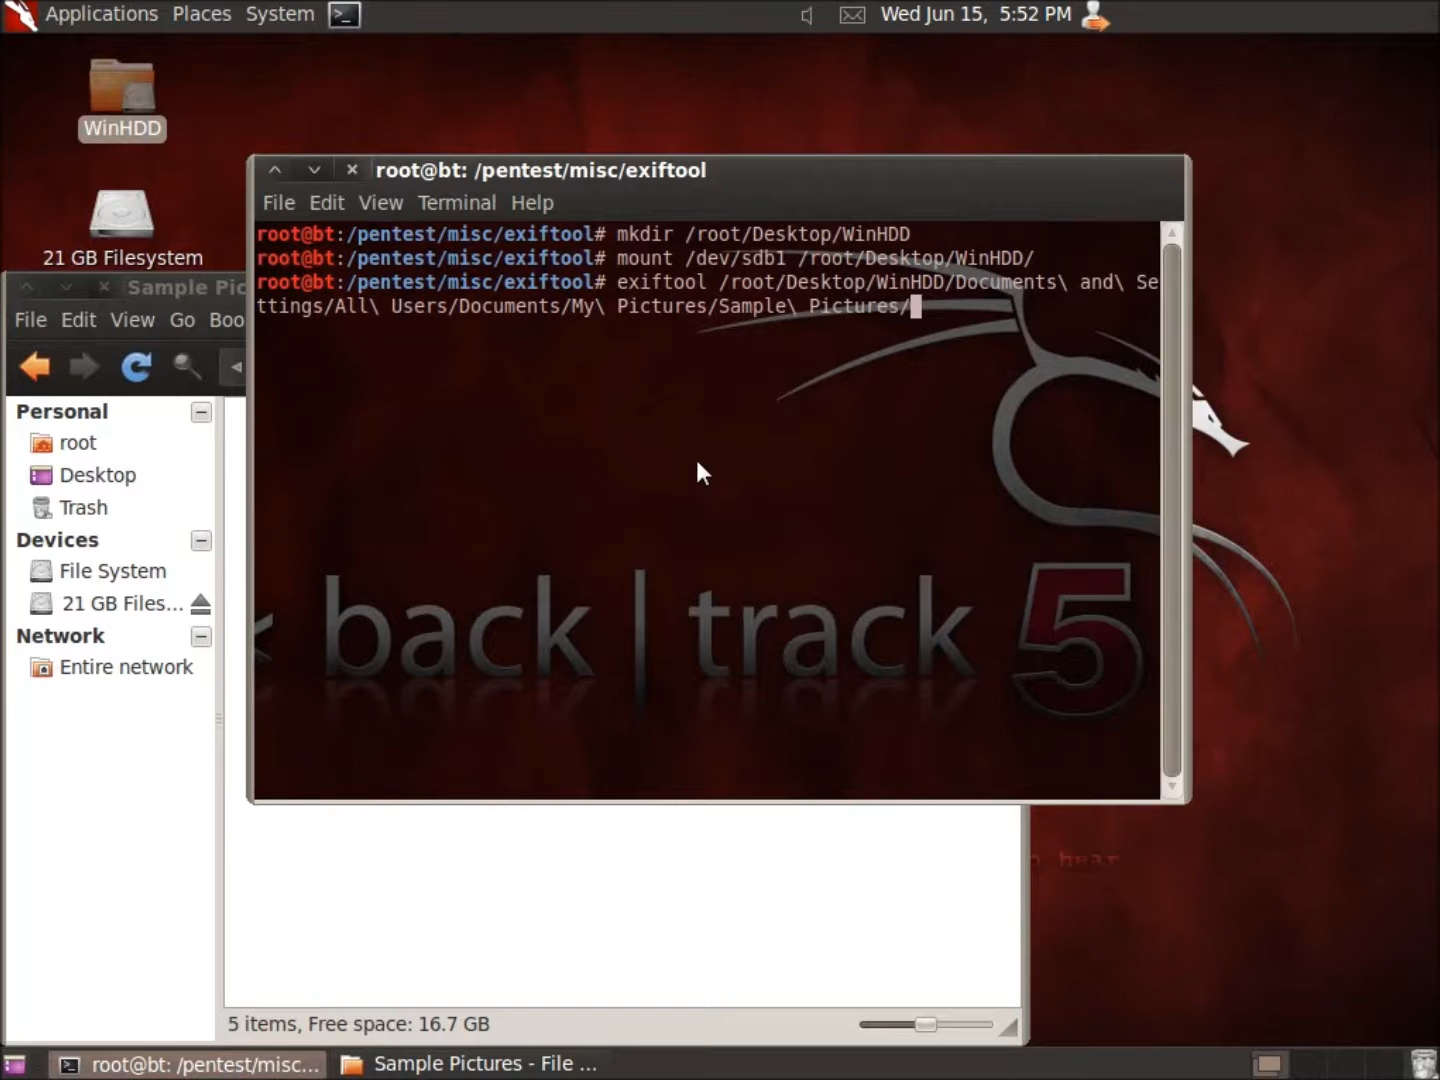 Applications Places System
Wed Jun 15, 5:52 PM
WinHDD
21 GB Filesystem
root@bt: /pentest/misc/exiftool
File Edit View Terminal Help
root@bt:/pentest/misc/exiftool# mkdir /root/Desktop/WinHDD
root@bt:/pentest/misc/exiftool# mount /dev/sdb1 /root/Desktop/WinHDD/
root@bt:/pentest/misc/exiftool# exiftool /root/Desktop/WinHDD/Documents\ and\ Se
ttings/All\ Users/Documents/My\ Pictures/Sample\ Pictures/
back | track 5
Sample Pic
File Edit View Go Boo
Personal
root
Desktop
Trash
Devices
File System
21 GB Files...
Network
Entire network
hear
5 items, Free space: 16.7 GB
root@bt: /pentest/misc...
Sample Pictures - File ...